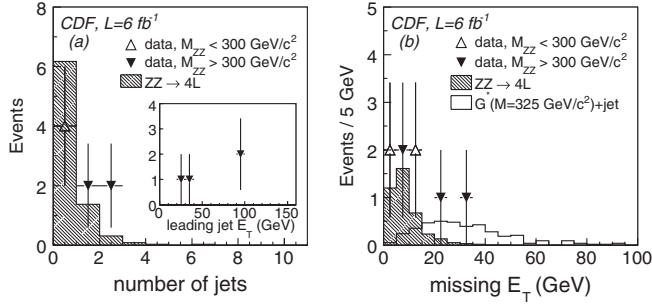 CDF, L=6 fb⁻¹
(a)
data, M_ZZ < 300 GeV/c²
data, M_ZZ > 300 GeV/c²
ZZ → 4L
Events
8
6
4
2
0
0 2 4 6 8 10
number of jets
4
3
2
1
0
0 50 100 150
leading jet E_T (GeV)
CDF, L=6 fb⁻¹
(b)
data, M_ZZ < 300 GeV/c²
data, M_ZZ > 300 GeV/c²
ZZ → 4L
G* (M=325 GeV/c²)+jet
Events / 5 GeV
5
4
3
2
1
0
0 20 40 60 80 100
missing E_T (GeV)